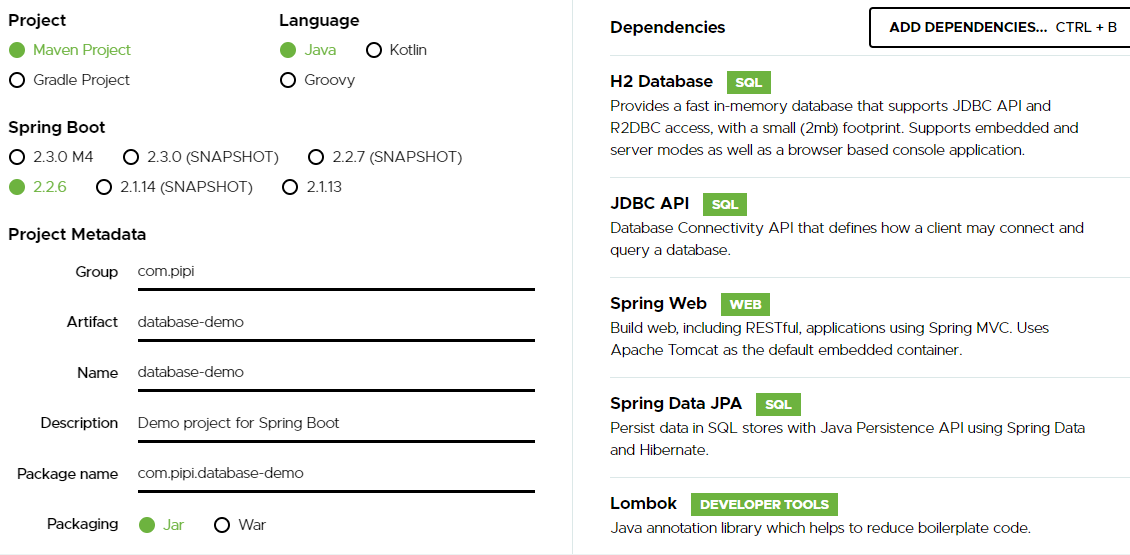 Project
Language
Maven Project
Java
Kotlin
Gradle Project
Groovy
Spring Boot
2.3.0 M4
2.3.0 (SNAPSHOT)
2.2.7 (SNAPSHOT)
2.2.6
2.1.14 (SNAPSHOT)
2.1.13
Project Metadata
Group
com.pipi
Artifact
database-demo
Name
database-demo
Description
Demo project for Spring Boot
Package name
com.pipi.database-demo
Packaging
Jar
War
Dependencies
ADD DEPENDENCIES... CTRL + B
H2 Database SQL
Provides a fast in-memory database that supports JDBC API and
R2DBC access, with a small (2mb) footprint. Supports embedded and
server modes as well as a browser based console application.
JDBC API SQL
Database Connectivity API that defines how a client may connect and
query a database.
Spring Web WEB
Build web, including RESTful, applications using Spring MVC. Uses
Apache Tomcat as the default embedded container.
Spring Data JPA SQL
Persist data in SQL stores with Java Persistence API using Spring Data
and Hibernate.
Lombok DEVELOPER TOOLS
Java annotation library which helps to reduce boilerplate code.